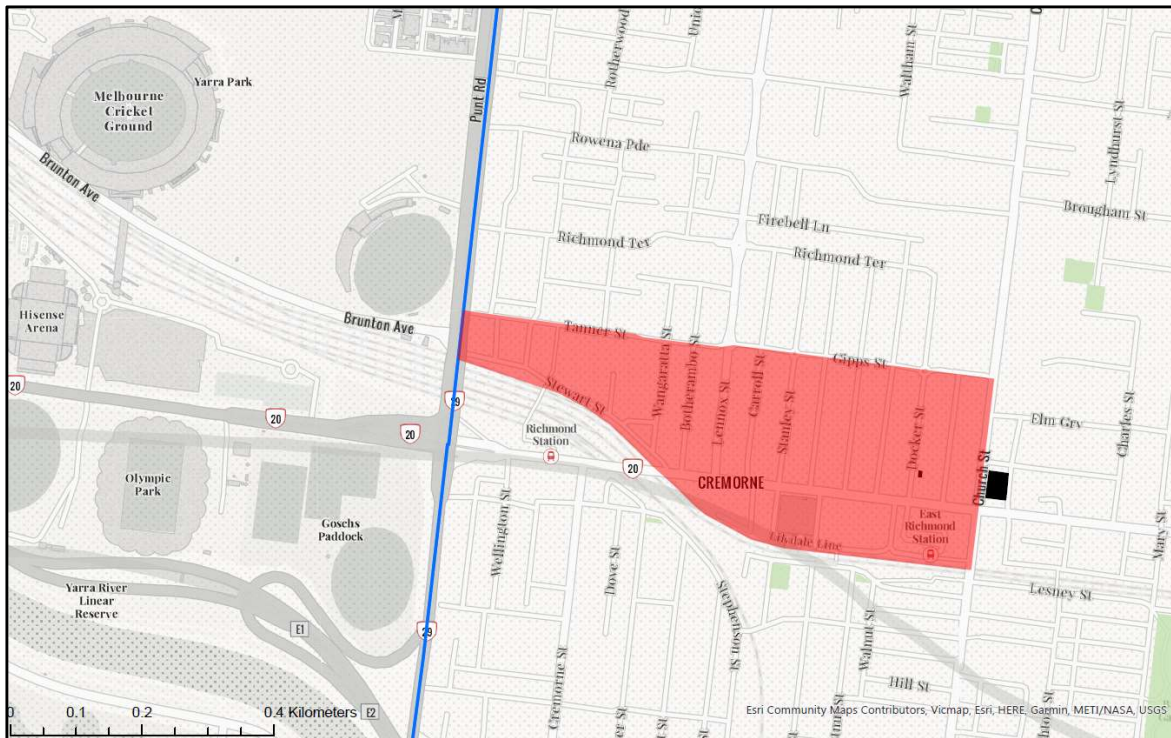 Yarra Park
Melbourne
Cricket
Ground
Brunton Ave
Punt Rd
Rotherwood
Unio
Waltham St
Lyndhurst St
Rowena Pde
Brougham St
Firebell Ln
Richmond Ter
Richmond Ter
Hisense
Arena
Brunton Ave
Tanner St
Gipps St
Stewart St
Wangaratta St
Botherambo St
Lennox St
Carroll St
Stanley St
Docker St
Church St
Elm Grv
Charles St
Mary St
20
29
20
20
Richmond
Station
20
CREMORNE
East
Richmond
Station
Lilydale Line
Olympic
Park
Goschs
Paddock
Wellington St
Dove St
Stephenson St
Walnut St
Lesney St
Yarra River
Linear
Reserve
E1
29
Cremorne St
Hill St
E2
0 0.1 0.2 0.4 Kilometers
Esri Community Maps Contributors, Vicmap, Esri, HERE, Garmin, METI/NASA, USGS